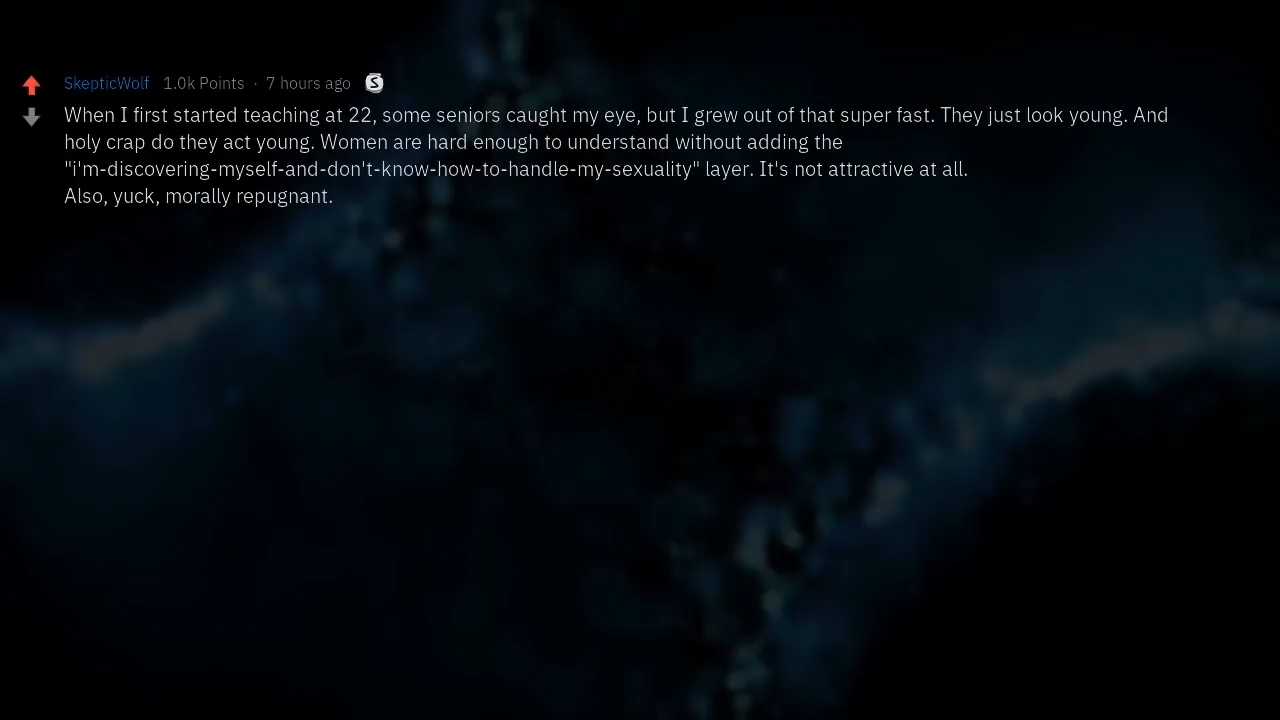 SkepticWolf 1.0k Points · 7 hours ago S
When I first started teaching at 22, some seniors caught my eye, but I grew out of that super fast. They just look young. And
holy crap do they act young. Women are hard enough to understand without adding the
"i'm-discovering-myself-and-don't-know-how-to-handle-my-sexuality" layer. It's not attractive at all.
Also, yuck, morally repugnant.